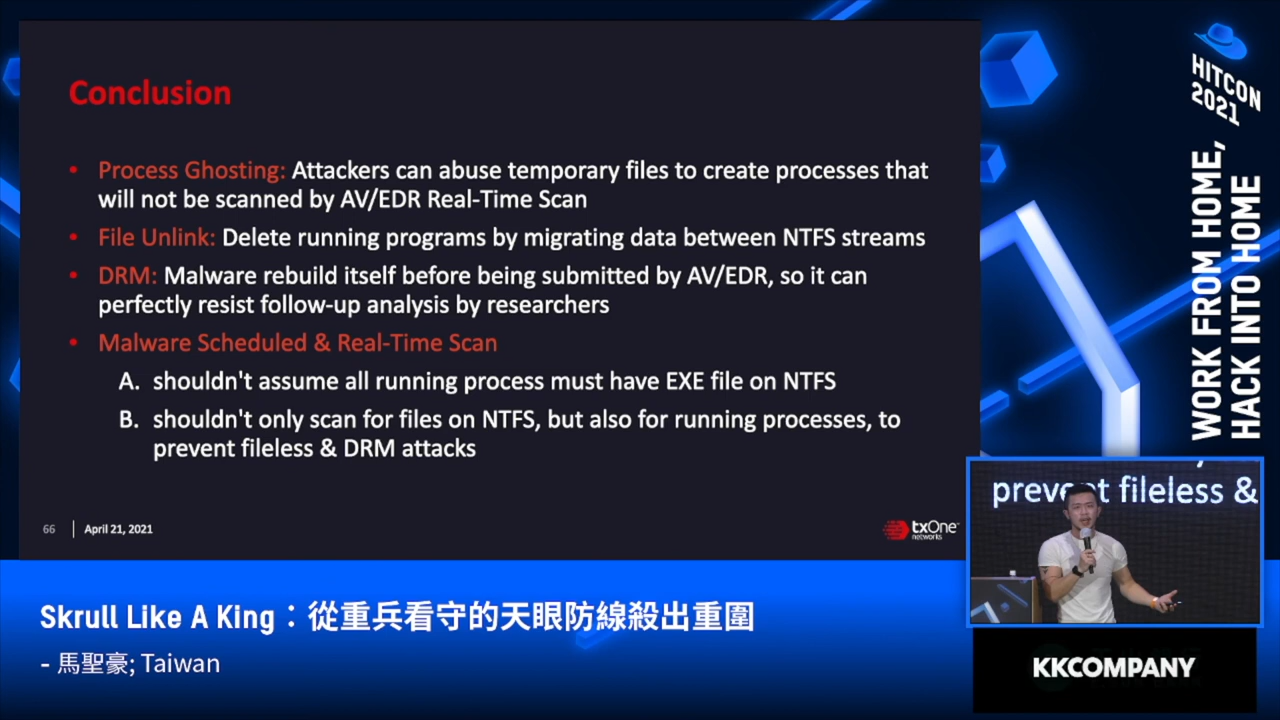 Conclusion
• Process Ghosting: Attackers can abuse temporary files to create processes that
will not be scanned by AV/EDR Real-Time Scan
• File Unlink: Delete running programs by migrating data between NTFS streams
• DRM: Malware rebuild itself before being submitted by AV/EDR, so it can
perfectly resist follow-up analysis by researchers
• Malware Scheduled & Real-Time Scan
A. shouldn't assume all running process must have EXE file on NTFS
B. shouldn't only scan for files on NTFS, but also for running processes, to
prevent fileless & DRM attacks
66 | April 21, 2021
txOne
networks
HITCON
2021
WORK FROM HOME,
HACK INTO HOME
prevent fileless &
Skrull Like A King：從重兵看守的天眼防線殺出重圍
- 馬聖豪; Taiwan
KKCOMPANY